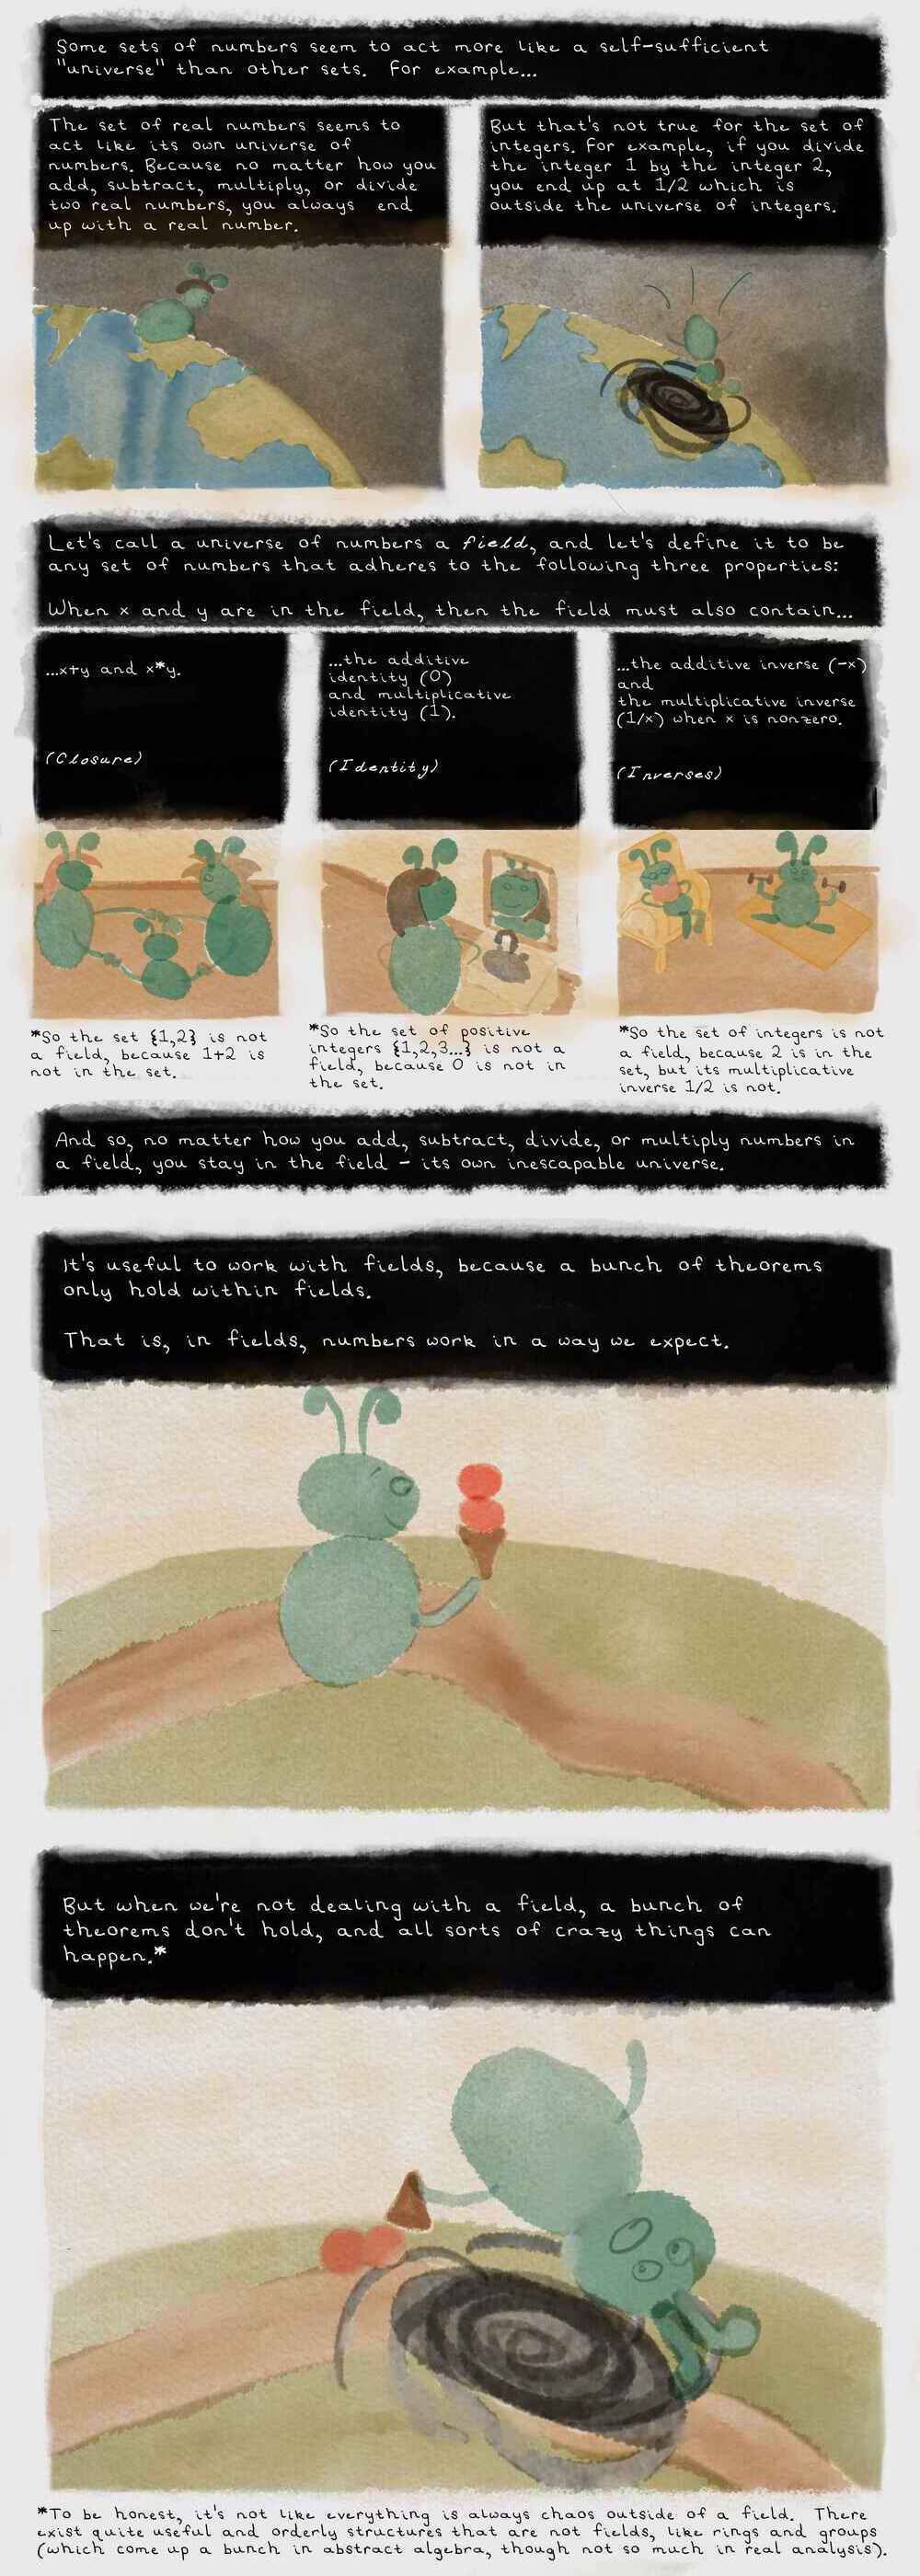 Some sets of numbers seem to act more like a self-sufficient
"universe" than other sets. For example...
The set of real numbers seems to
act like its own universe of
numbers. Because no matter how you
add, subtract, multiply, or divide
two real numbers, you always end
up with a real number.
But that's not true for the set of
integers. For example, if you divide
the integer 1 by the integer 2,
you end up at 1/2 which is
outside the universe of integers.
Let's call a universe of numbers a field, and let's define it to be
any set of numbers that adheres to the following three properties:
When x and y are in the field, then the field must also contain...
...x+y and x*y.
(Closure)
...the additive
identity (0)
and multiplicative
identity (1).
(Identity)
...the additive inverse (-x)
and
the multiplicative inverse
(1/x) when x is nonzero.
(Inverses)
*So the set {1,2} is not
a field, because 1+2 is
not in the set.
*So the set of positive
integers {1,2,3...} is not a
field, because 0 is not in
the set.
*So the set of integers is not
a field, because 2 is in the
set, but its multiplicative
inverse 1/2 is not.
And so, no matter how you add, subtract, divide, or multiply numbers in
a field, you stay in the field - its own inescapable universe.
It's useful to work with fields, because a bunch of theorems
only hold within fields.
That is, in fields, numbers work in a way we expect.
But when we're not dealing with a field, a bunch of
theorems don't hold, and all sorts of crazy things can
happen.*
*To be honest, it's not like everything is always chaos outside of a field. There
exist quite useful and orderly structures that are not fields, like rings and groups
(which come up a bunch in abstract algebra, though not so much in real analysis).